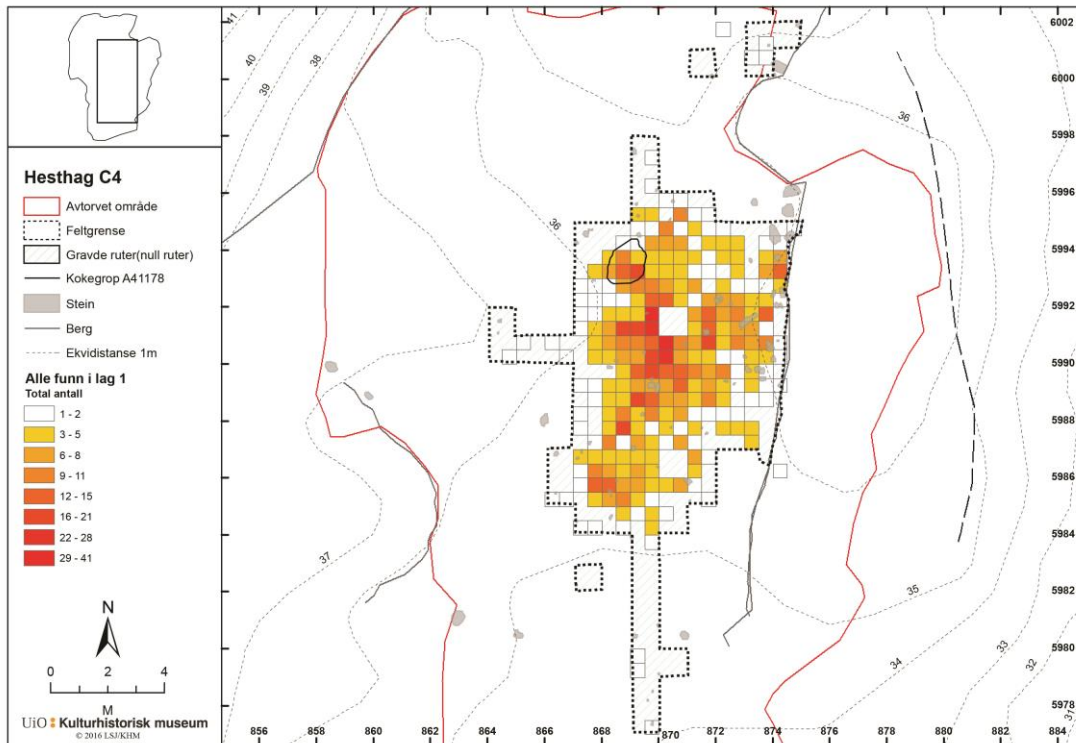 Hesthag C4
Avtorvet område
Feltgrense
Gravde ruter(null ruter)
Kokegrop A41178
Stein
Berg
Ekvidistanse 1m
Alle funn i lag 1
Total antall
1 - 2
3 - 5
6 - 8
9 - 11
12 - 15
16 - 21
22 - 28
29 - 41
N
0 2 4
M
UiO Kulturhistorisk museum
© 2016 LSJ/KHM
41
40
39
38
36
36
37
35
34
33
32
31
6002
6000
5998
5996
5994
5992
5990
5988
5986
5984
5982
5980
5978
856 858 860 862 864 866 868 870 872 874 876 878 880 882 884